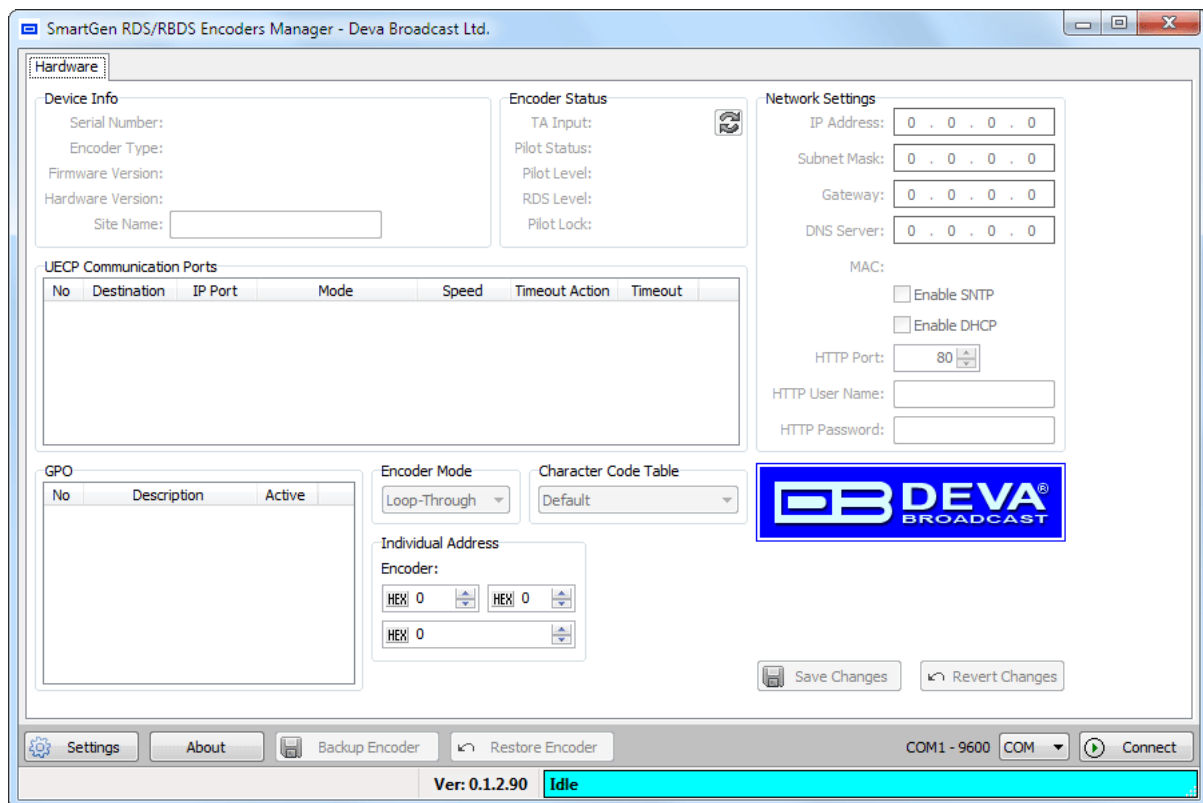 SmartGen RDS/RBDS Encoders Manager - Deva Broadcast Ltd.
Hardware
Device Info
Serial Number:
Encoder Type:
Firmware Version:
Hardware Version:
Site Name:
Encoder Status
TA Input:
Pilot Status:
Pilot Level:
RDS Level:
Pilot Lock:
Network Settings
IP Address: 0 . 0 . 0 . 0
Subnet Mask: 0 . 0 . 0 . 0
Gateway: 0 . 0 . 0 . 0
DNS Server: 0 . 0 . 0 . 0
MAC:
Enable SNTP
Enable DHCP
HTTP Port: 80
HTTP User Name:
HTTP Password:
UECP Communication Ports
No Destination IP Port Mode Speed Timeout Action Timeout
GPO
No Description Active
Encoder Mode
Loop-Through
Character Code Table
Default
Individual Address
Encoder:
HEX 0 HEX 0
HEX 0
DEVA®
BROADCAST
Save Changes Revert Changes
Settings About Backup Encoder Restore Encoder COM1 - 9600 COM Connect
Ver: 0.1.2.90 Idle